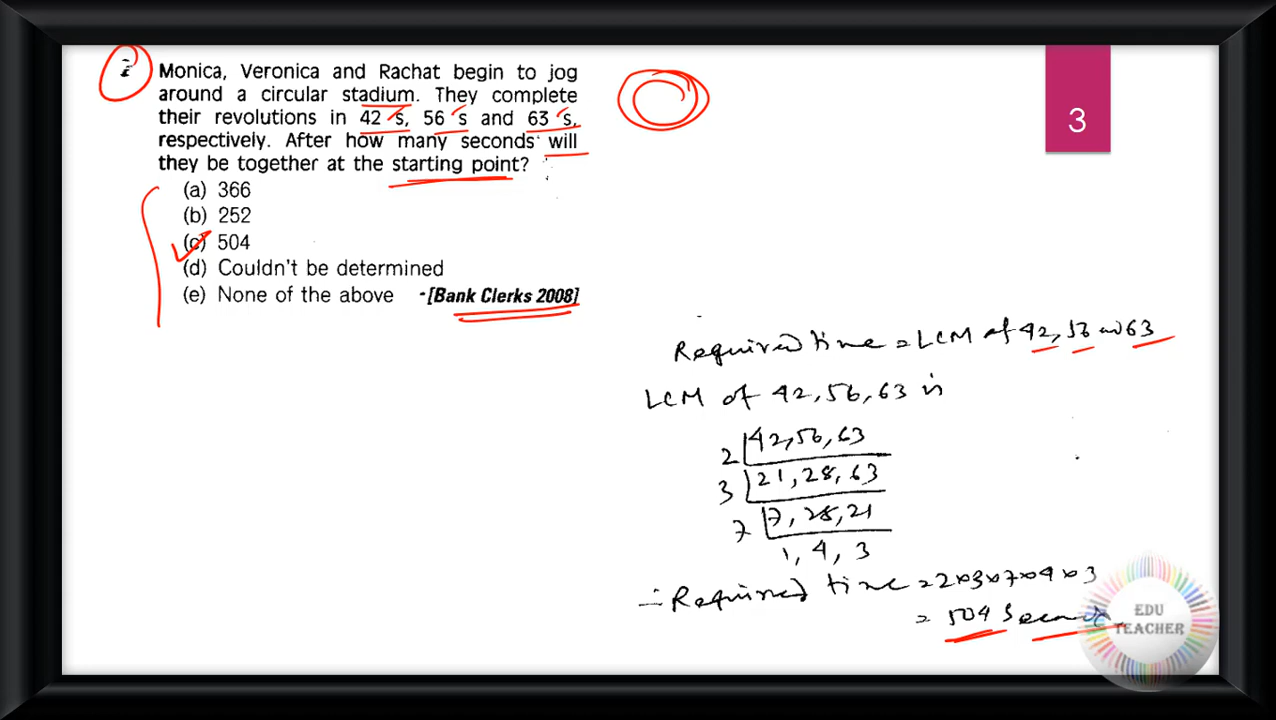 Monica, Veronica and Rachat begin to jog
around a circular stadium. They complete
their revolutions in 42 s, 56 s and 63 s,
respectively. After how many seconds will
they be together at the starting point?
(a) 366
(b) 252
(c) 504
(d) Couldn't be determined
(e) None of the above -[Bank Clerks 2008]
3
Required time = LCM of 42, 56 and 63
LCM of 42, 56, 63 is
2 42, 56, 63
3 21, 28, 63
7 7, 28, 21
1, 4, 3
∴ Required time = 2×3×7×4×3
= 504 Seconds
EDU
TEACHER